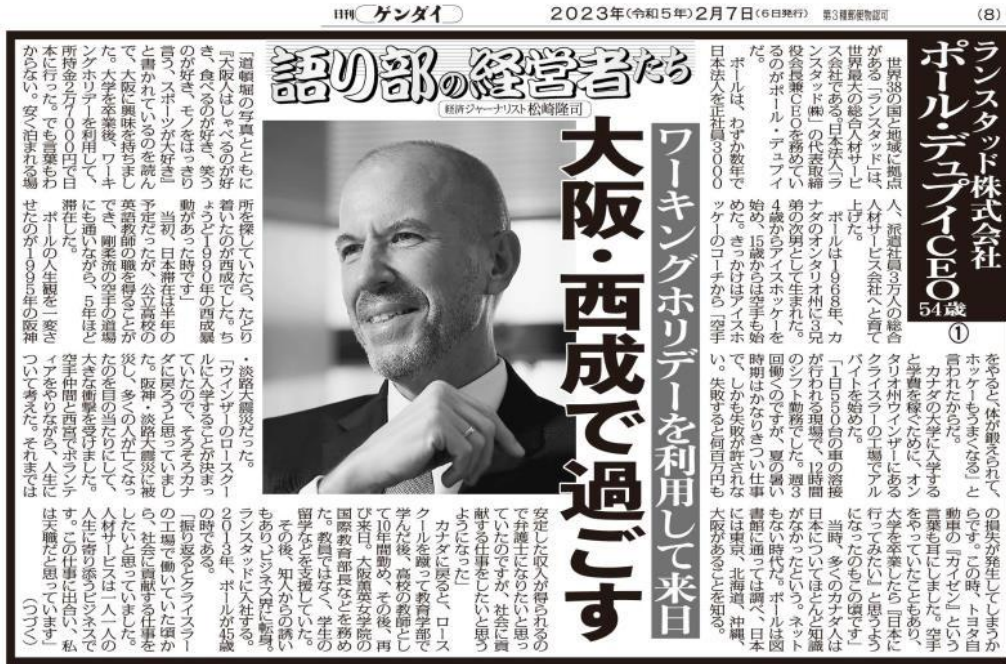 日刊ゲンダイ
2023年(令和5年)2月7日(6日発行)
第3種郵便物認可
(8)
ランスタッド株式会社
ポール・デュプイCEO
54歳
①
語り部の経営者たち
経済ジャーナリスト 松崎隆司
ワーキングホリデーを利用して来日
大阪・西成で過ごす
世界38の国と地域に拠点
がある「ランスタッド」は、
世界最大の総合人材サービ
ス会社である。日本法人「ラ
ンスタッド㈱」の代表取締
役会長兼CEOを務めてい
るのがポール・デュプイ
だ。
ポールは、わずか数年で
日本法人を正社員3000
人、派遣社員3万人の総合
人材サービス会社へと育て
上げた。
ポールは1968年、カ
ナダのオンタリオ州に3兄
弟の次男として生まれた。
4歳からアイスホッケーを
始め、15歳からは空手も始
めた。きっかけはアイスホ
ッケーのコーチから「空手
をやると、体が鍛えられて、
ホッケーもうまくなる」と
言われたからだ。
カナダの大学に入学する
と学費を稼ぐために、オン
タリオ州ウインザーにある
クライスラーの工場でアル
バイトを始めた。
「1日550台の車の溶接
が行われる現場で、12時間
のシフト勤務でした。週3
回働くのですが、夏の暑い
時期はかなりきつい仕事
で、しかも失敗が許されな
い。失敗すると何百万円も
の損失が発生してしまうか
らです。この時、トヨタ自
動車の『カイゼン』という
言葉も耳にしました。空手
をやっていたこともあり、
大学を卒業したら『日本に
行ってみたい』と思うよう
になったのもこの頃です」
当時、多くのカナダ人は
日本についてほとんど知識
がなかったという。ネット
もない時代だ。ポールは図
書館に通っては調べ、日本
には東京、北海道、沖縄、
大阪があることを知る。
「道頓堀の写真とともに
『大阪人はしゃべるのが好
き、食べるのが好き、笑う
のが好き、モノをはっきり
言う、スポーツが大好き』
と書かれているのを読ん
で、大阪に興味を持ちまし
た。大学を卒業後、ワーキ
ングホリデーを利用して、
所持金2万7000円で日
本に行った。でも言葉もわ
からない。安く泊まれる場
所を探していたら、たどり
着いたのが西成でした。ち
ょうど1990年の西成暴
動があった時です」
当初、日本滞在は半年の
予定だったが、公立高校の
英語教師の職を得ることが
でき、剛柔流の空手の道場
にも通いながら、5年ほど
滞在した。
ポールの人生観を一変さ
せたのが1995年の阪神
・淡路大震災だった。
「ウインザーのロースクー
ルに入学することが決まっ
ていたので、そろそろカナ
ダに戻ろうと思っていまし
た。阪神・淡路大震災に被
災し、多くの人が亡くなっ
たのを目の当たりにして、
大きな衝撃を受けました。
空手仲間と西宮でボランテ
ィアをやりながら、人生に
ついて考えた。それまでは
安定した収入が得られるの
で弁護士になりたいと思っ
ていたのですが、社会に貢
献する仕事をしたいと思う
ようになった」
カナダに戻ると、ロース
クールを蹴って教育学部で
学んだ後、高校の教師とし
て10年間勤め、その後、再
び来日。大阪薫英女学院の
国際教育部長などを務め
た。教員ではなく、学生の
留学などを支援していた。
その後、知人からの誘い
もあり、ビジネス界に転身。
ランスタッドに入社する。
2013年、ポールが45歳
の時である。
「振り返るとクライスラー
の工場で働いていた頃か
ら、社会に貢献する仕事を
したいと思っていました。
人材サービスは一人一人の
人生に寄り添うビジネスで
す。この仕事に出合い、私
は天職だと思っています」
(つづく)